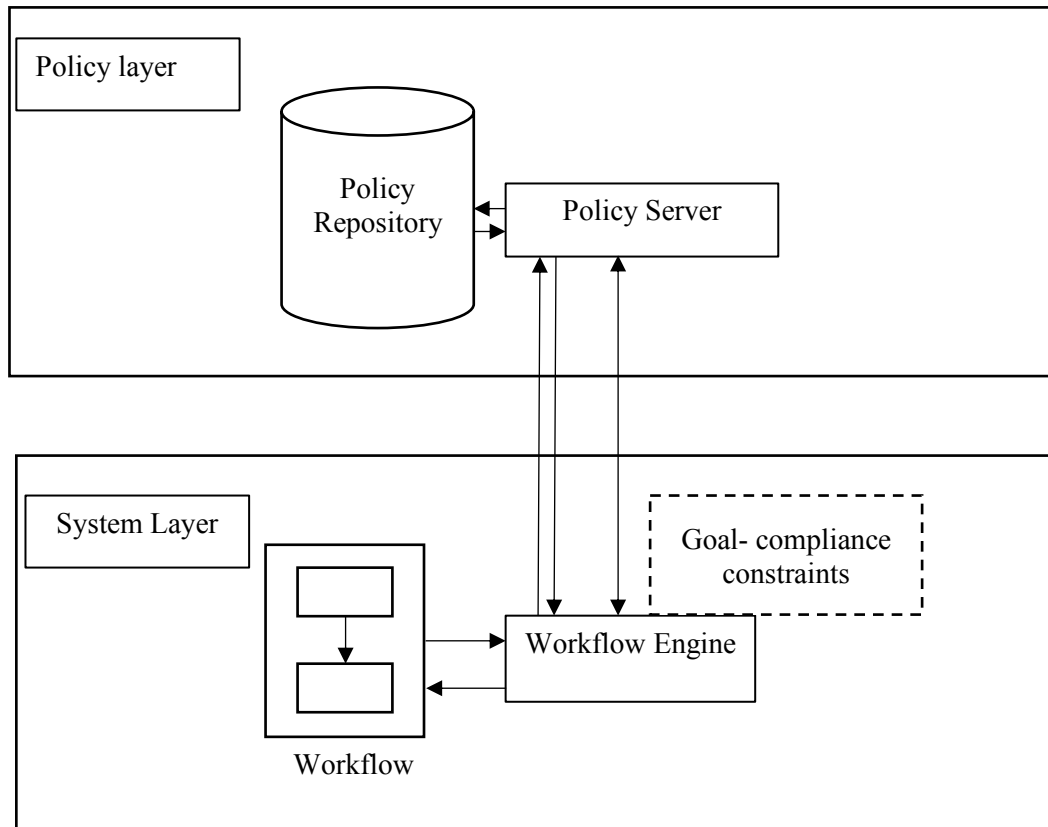 Policy layer
Policy
Repository
Policy Server
System Layer
Goal- compliance
constraints
Workflow Engine
Workflow